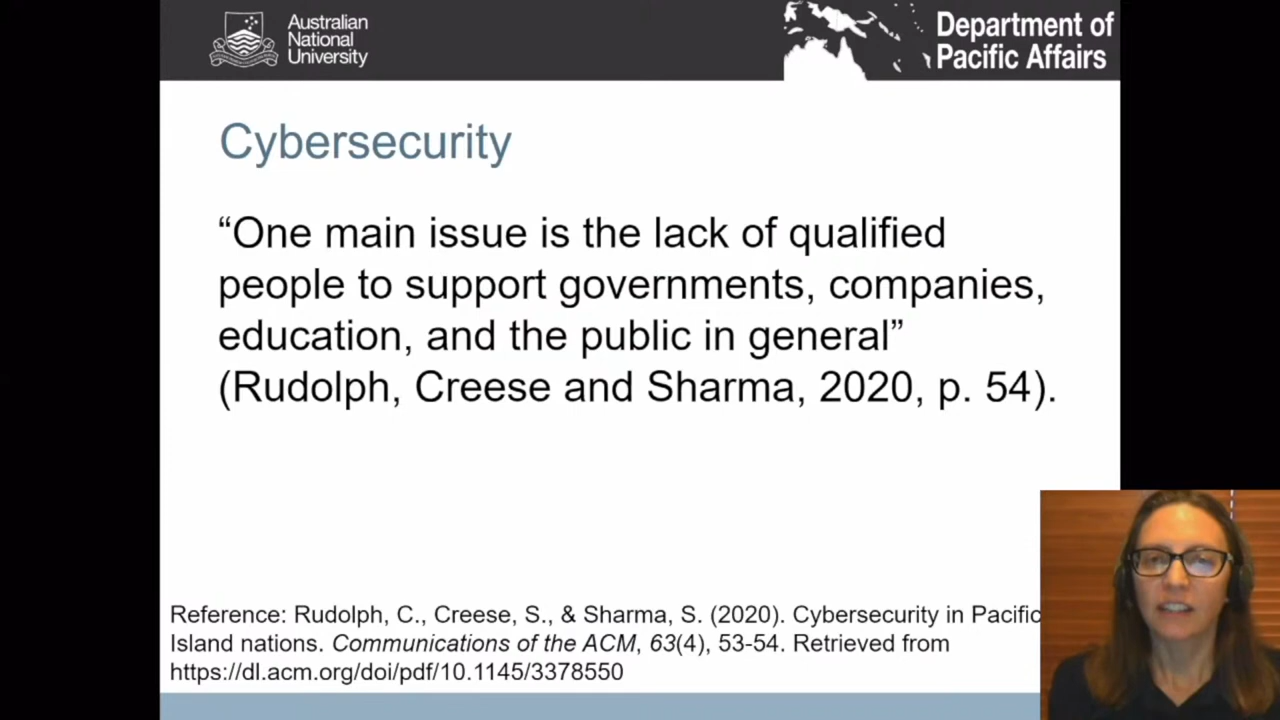 Australian
National
University
Department of
Pacific Affairs
Cybersecurity
“One main issue is the lack of qualified
people to support governments, companies,
education, and the public in general”
(Rudolph, Creese and Sharma, 2020, p. 54).
Reference: Rudolph, C., Creese, S., & Sharma, S. (2020). Cybersecurity in Pacific
Island nations. Communications of the ACM, 63(4), 53-54. Retrieved from
https://dl.acm.org/doi/pdf/10.1145/3378550